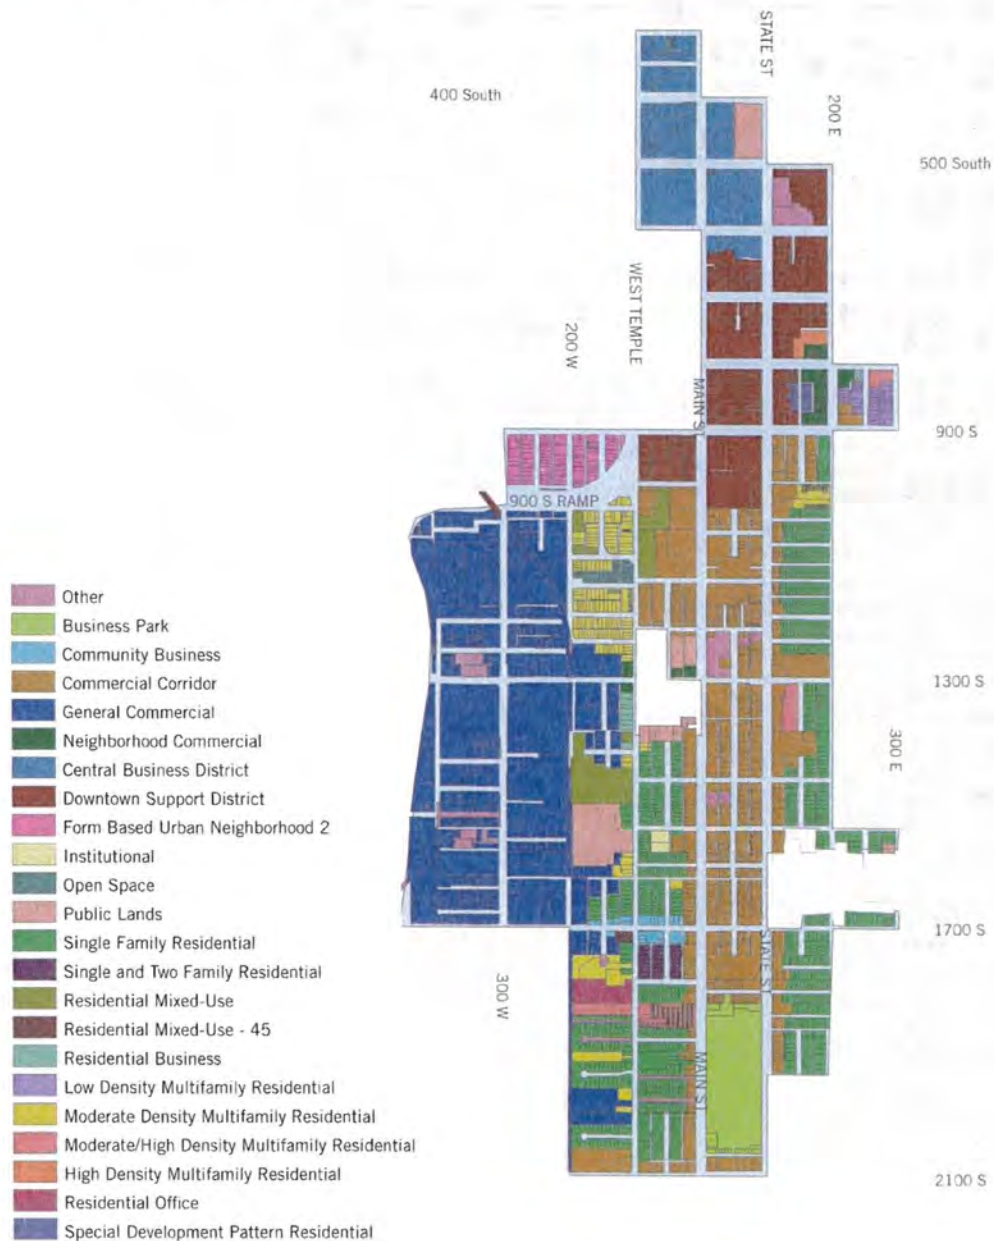 STATE ST
400 South
200 E
500 South
WEST TEMPLE
200 W
MAIN ST
900 S
900 S RAMP
Other
Business Park
Community Business
Commercial Corridor
General Commercial
Neighborhood Commercial
Central Business District
Downtown Support District
Form Based Urban Neighborhood 2
Institutional
Open Space
Public Lands
Single Family Residential
Single and Two Family Residential
Residential Mixed-Use
Residential Mixed-Use - 45
Residential Business
Low Density Multifamily Residential
Moderate Density Multifamily Residential
Moderate/High Density Multifamily Residential
High Density Multifamily Residential
Residential Office
Special Development Pattern Residential
1300 S
300 E
1700 S
STATE ST
300 W
MAIN ST
2100 S